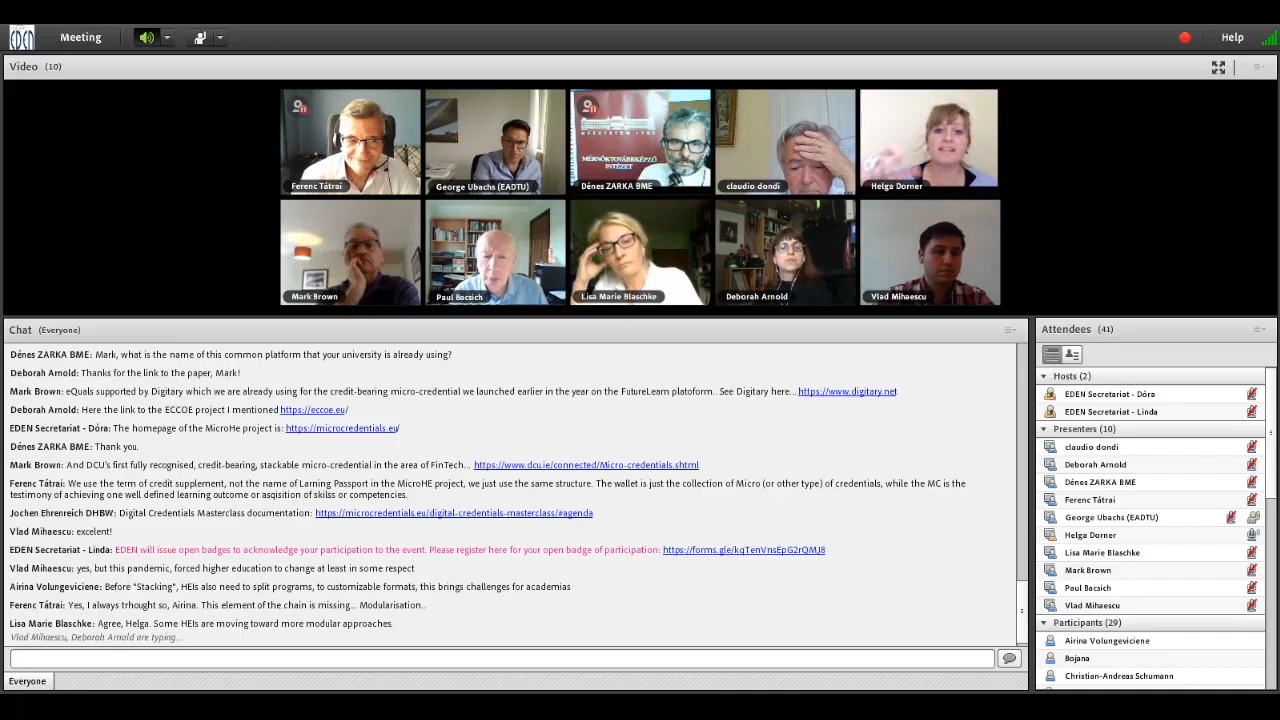 EDEN
Meeting
Help
Video (10)
MŰEGYETEM 1782
MÉRNÖKTOVÁBBKÉPZŐ
INTÉZET
Ferenc Tátrai
George Ubachs (EADTU)
Dénes ZARKA BME
claudio dondi
Helga Dorner
Mark Brown
Paul Bacsich
Lisa Marie Blaschke
Deborah Arnold
Vlad Mihaescu
Chat (Everyone)
Dénes ZARKA BME: Mark, what is the name of this common platform that your university is already using?
Deborah Arnold: Thanks for the link to the paper, Mark!
Mark Brown: eQuals supported by Digitary which we are already using for the credit-bearing micro-credential we launched earlier in the year on the FutureLearn platoform.. See Digitary here... https://www.digitary.net
Deborah Arnold: Here the link to the ECCOE project I mentioned https://eccoe.eu/
EDEN Secretariat - Dóra: The homepage of the MicroHe project is: https://microcredentials.eu/
Dénes ZARKA BME: Thank you.
Mark Brown: And DCU's first fully recognised, credit-bearing, stackable micro-credential in the area of FinTech... https://www.dcu.ie/connected/Micro-credentials.shtml
Ferenc Tátrai: We use the term of credit supplement, not the name of Larning Passport in the MicroHE project, we just use the same structure. The wallet is just the collection of Micro (or other type) of credentials, while the MC is the
testimony of achieving one well defined learning outcome or asqisition of skilss or competencies.
Jochen Ehrenreich DHBW: Digital Credentials Masterclass documentation: https://microcredentials.eu/digital-credentials-masterclass/#agenda
Vlad Mihaescu: excelent!
EDEN Secretariat - Linda: EDEN will issue open badges to acknowledge your participation to the event. Please register here for your open badge of participation: https://forms.gle/kqTenVnsEpG2rQMJ8
Vlad Mihaescu: yes, but this pandemic, forced higher education to change at least in some respect
Airina Volungeviciene: Before "Stacking", HEIs also need to split programs, to customizable formats, this brings challenges for academias
Ferenc Tátrai: Yes, I always trhought so, Airina. This element of the chain is missing... Modularisation..
Lisa Marie Blaschke: Agree, Helga. Some HEIs are moving toward more modular approaches.
Vlad Mihaescu, Deborah Arnold are typing...
Everyone
Attendees (41)
Hosts (2)
EDEN Secretariat - Dóra
EDEN Secretariat - Linda
Presenters (10)
claudio dondi
Deborah Arnold
Dénes ZARKA BME
Ferenc Tátrai
George Ubachs (EADTU)
Helga Dorner
Lisa Marie Blaschke
Mark Brown
Paul Bacsich
Vlad Mihaescu
Participants (29)
Airina Volungeviciene
Bojana
Christian-Andreas Schumann